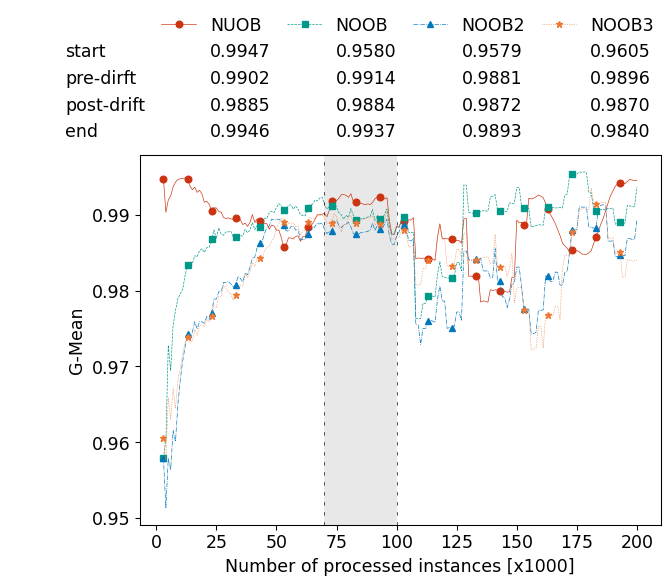 NUOB NOOB NOOB2 NOOB3
start 0.9947 0.9580 0.9579 0.9605
pre-dirft 0.9902 0.9914 0.9881 0.9896
post-drift 0.9885 0.9884 0.9872 0.9870
end 0.9946 0.9937 0.9893 0.9840
0.99
0.98
0.97
0.96
0.95
G-Mean
0 25 50 75 100 125 150 175 200
Number of processed instances [x1000]